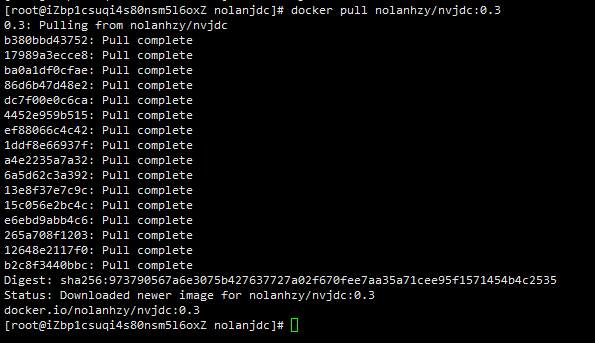 [root@iZbp1csuqi4s80nsm5l6oxZ nolanjdc]# docker pull nolanhzy/nvjdc:0.3
0.3: Pulling from nolanhzy/nvjdc
b380bbd43752: Pull complete
17989a3ecce8: Pull complete
ba0a1df0cfae: Pull complete
86d6b47d48e2: Pull complete
dc7f00e0c6ca: Pull complete
4452e959b515: Pull complete
ef88066c4c42: Pull complete
1ddf8e66937f: Pull complete
a4e2235a7a32: Pull complete
6a5d62c3a392: Pull complete
13e8f37e7c9c: Pull complete
15c056e2bc4c: Pull complete
e6ebd9abb4c6: Pull complete
265a708f1203: Pull complete
12648e2117f0: Pull complete
b2c8f3440bbc: Pull complete
Digest: sha256:973790567a6e3075b427637727a02f670fee7aa35a71cee95f1571454b4c2535
Status: Downloaded newer image for nolanhzy/nvjdc:0.3
docker.io/nolanhzy/nvjdc:0.3
[root@iZbp1csuqi4s80nsm5l6oxZ nolanjdc]#